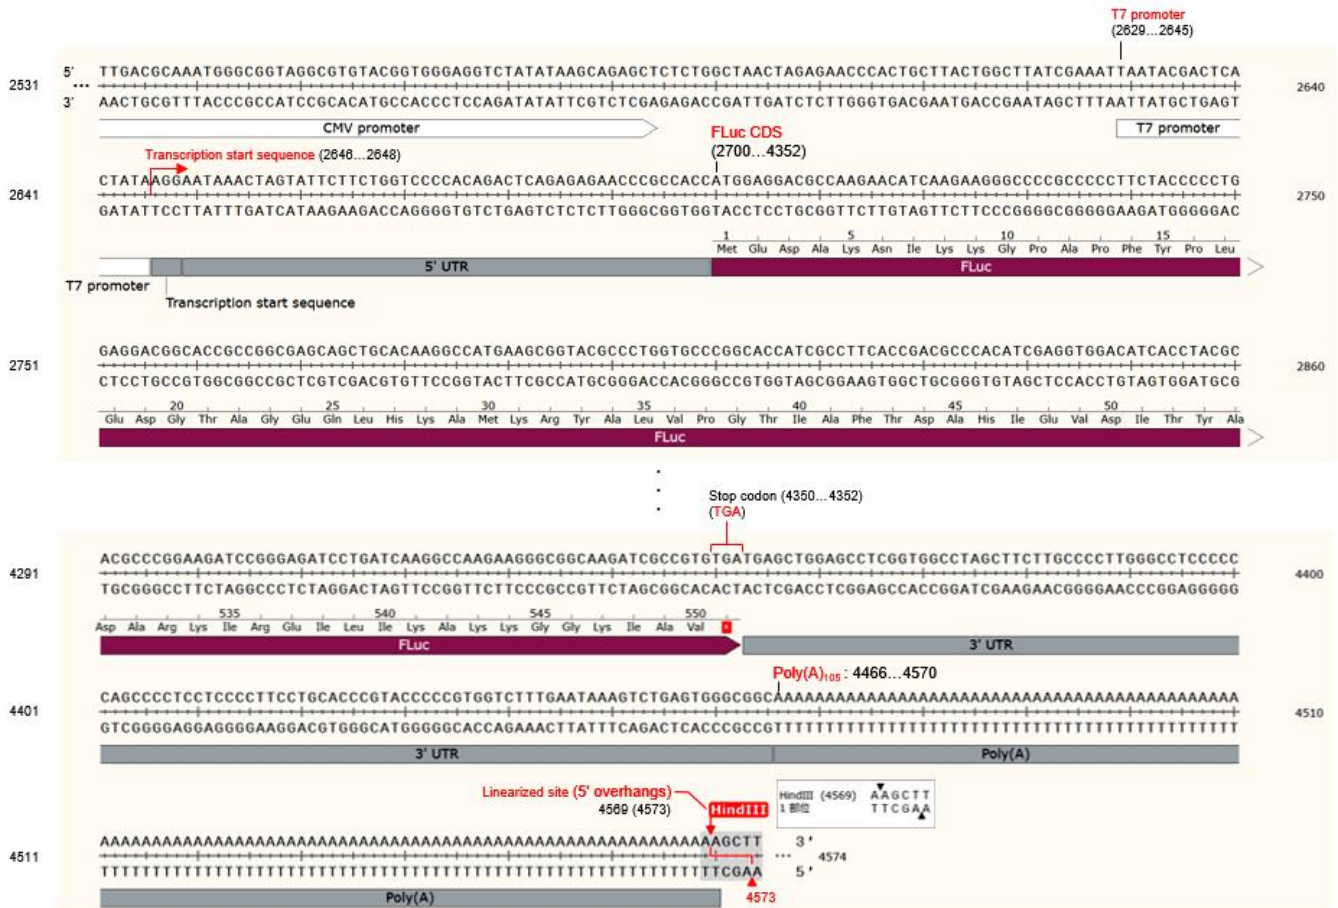 T7 promoter
(2629...2645)
5' TTGACGCAAATGGGCGGTAGGCGTGTACGGTGGGAGGTCTATATAAGCAGAGCTCTCTGGCTAACTAGAGAACCCACTGCTTACTGGCTTATCGAAATTAATACGACTCA
2531 ... 2640
3' AACTGCGTTTACCCGCCATCCGCACATGCCACCCTCCAGATATATTCGTCTCGAGAGACCGATTGATCTCTTGGGTGACGAATGACCGAATAGCTTTAATTATGCTGAGT
CMV promoter T7 promoter
FLuc CDS
(2700...4352)
Transcription start sequence (2646...2648)
CTATAAGGAATAAACTAGTATTCTTCTGGTCCCCACAGACTCAGAGAGAACCCGCCACCATGGAGGACGCCAAGAACATCAAGAAGGGCCCCGCCCCCTTCTACCCCCTG
2641 2750
GATATTCCTTATTTGATCATAAGAAGACCAGGGGTGTCTGAGTCTCTCTTGGGCGGTGGTACCTCCTGCGGTTCTTGTAGTTCTTCCCGGGGCGGGGGAAGATGGGGGAC
1 5 10 15
Met Glu Asp Ala Lys Asn Ile Lys Lys Gly Pro Ala Pro Phe Tyr Pro Leu
5' UTR FLuc
T7 promoter
Transcription start sequence
GAGGACGGCACCGCCGGCGAGCAGCTGCACAAGGCCATGAAGCGGTACGCCCTGGTGCCCGGCACCATCGCCTTCACCGACGCCCACATCGAGGTGGACATCACCTACGC
2751 2860
CTCCTGCCGTGGCGGCCGCTCGTCGACGTGTTCCGGTACTTCGCCATGCGGGACCACGGGCCGTGGTAGCGGAAGTGGCTGCGGGTGTAGCTCCACCTGTAGTGGATGCG
20 25 30 35 40 45 50
Glu Asp Gly Thr Ala Gly Glu Gln Leu His Lys Ala Met Lys Arg Tyr Ala Leu Val Pro Gly Thr Ile Ala Phe Thr Asp Ala His Ile Glu Val Asp Ile Thr Tyr Ala
FLuc
Stop codon (4350...4352)
(TGA)
ACGCCCGGAAGATCCGGGAGATCCTGATCAAGGCCAAGAAGGGCGGCAAGATCGCCGTGTGATGAGCTGGAGCCTCGGTGGCCTAGCTTCTTGCCCCTTGGGCCTCCCCC
4291 4400
TGCGGGCCTTCTAGGCCCTCTAGGACTAGTTCCGGTTCTTCCCGCCGTTCTAGCGGCACACTACTCGACCTCGGAGCCACCGGATCGAAGAACGGGGAACCCGGAGGGGG
535 540 545 550
Asp Ala Arg Lys Ile Arg Glu Ile Leu Ile Lys Ala Lys Lys Gly Gly Lys Ile Ala Val *
FLuc 3' UTR
Poly(A)105 : 4466...4570
CAGCCCCTCCTCCCCTTCCTGCACCCGTACCCCCGTGGTCTTTGAATAAAGTCTGAGTGGGCGGCAAAAAAAAAAAAAAAAAAAAAAAAAAAAAAAAAAAAAAAAAAAAA
4401 4510
GTCGGGGAGGAGGGGAAGGACGTGGGCATGGGGGCACCAGAAACTTATTTCAGACTCACCCGCCGTTTTTTTTTTTTTTTTTTTTTTTTTTTTTTTTTTTTTTTTTTTTT
3' UTR Poly(A)
Linearized site (5' overhangs)
4569 (4573)
HindIII
HindIII (4569) AAGCTT
1 部位 TTCGAA
AAAAAAAAAAAAAAAAAAAAAAAAAAAAAAAAAAAAAAAAAAAAAAAAAAAAAAAAAAAAGCTT 3'
4511 ... 4574
TTTTTTTTTTTTTTTTTTTTTTTTTTTTTTTTTTTTTTTTTTTTTTTTTTTTTTTTTTTTCGAA 5'
Poly(A) 4573